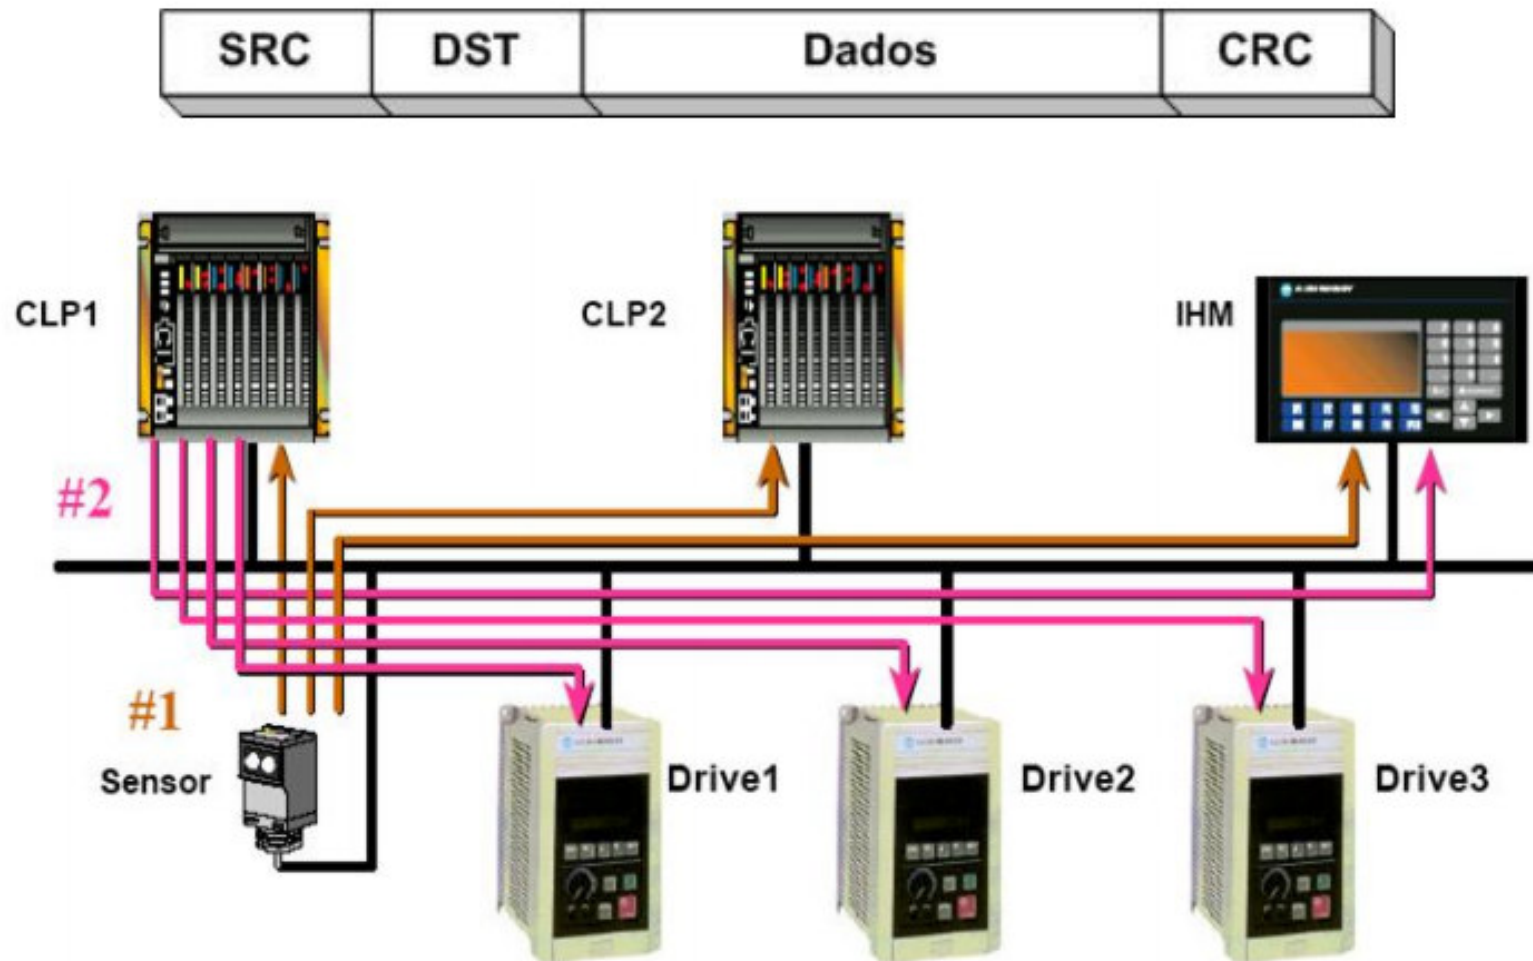 SRC DST Dados CRC
CLP1 CLP2 IHM
#2
#1
Sensor Drive1 Drive2 Drive3